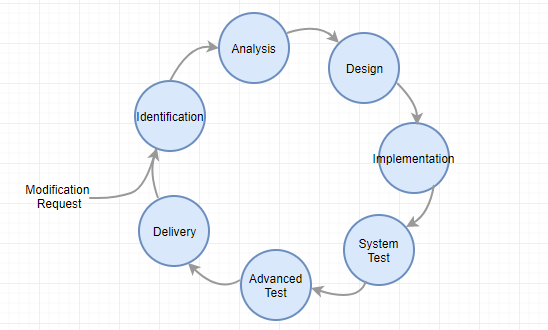 Analysis
Design
Identification
Implementation
Modification
Request
Delivery
System
Test
Advanced
Test